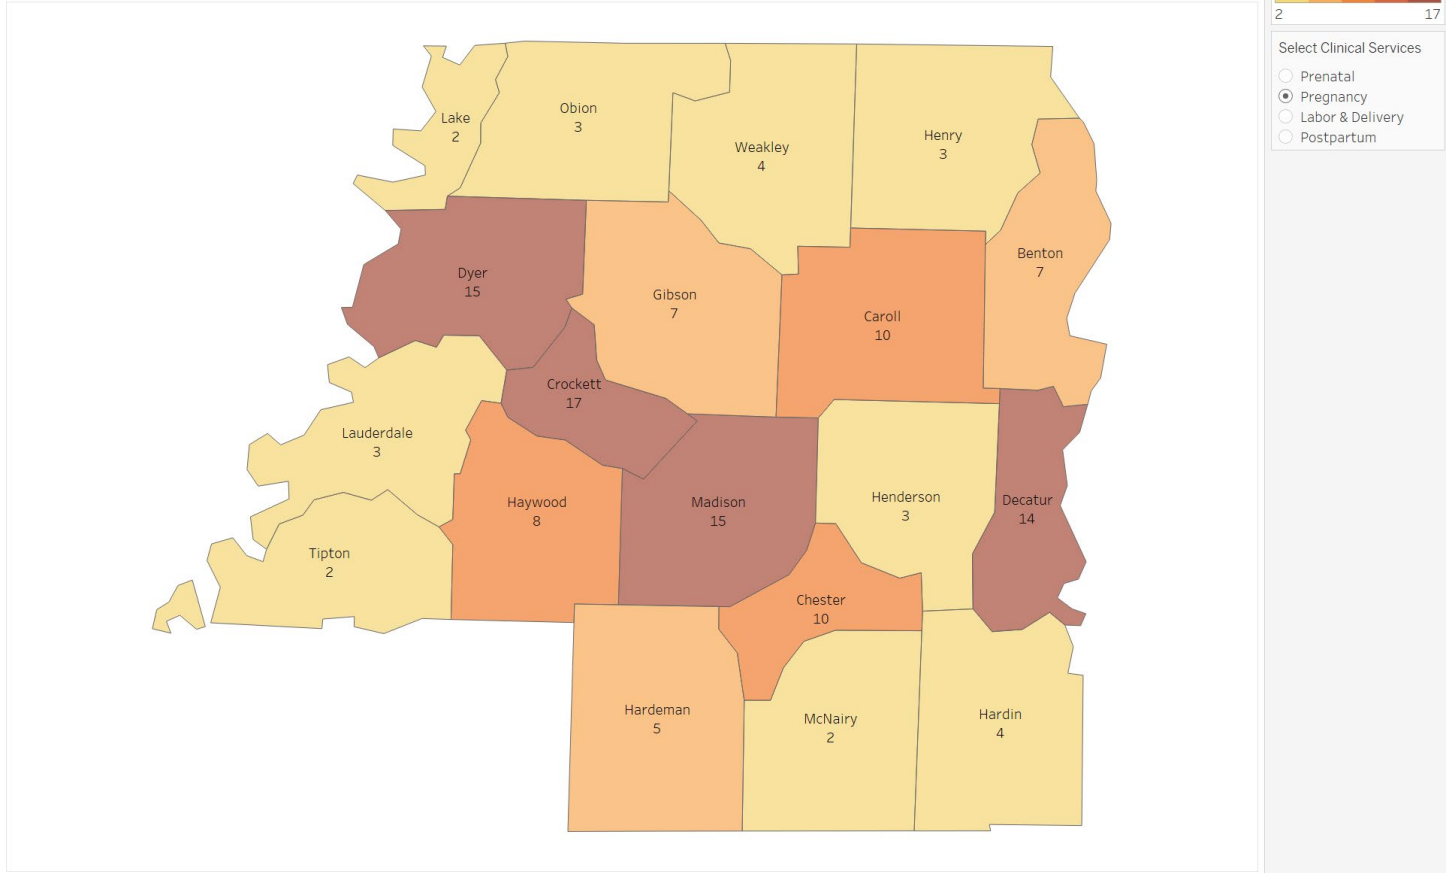 2 17
Select Clinical Services
Prenatal
Pregnancy
Labor & Delivery
Postpartum
Lake
2
Obion
3
Weakley
4
Henry
3
Benton
7
Dyer
15
Gibson
7
Caroll
10
Crockett
17
Lauderdale
3
Haywood
8
Madison
15
Henderson
3
Decatur
14
Tipton
2
Chester
10
Hardeman
5
McNairy
2
Hardin
4